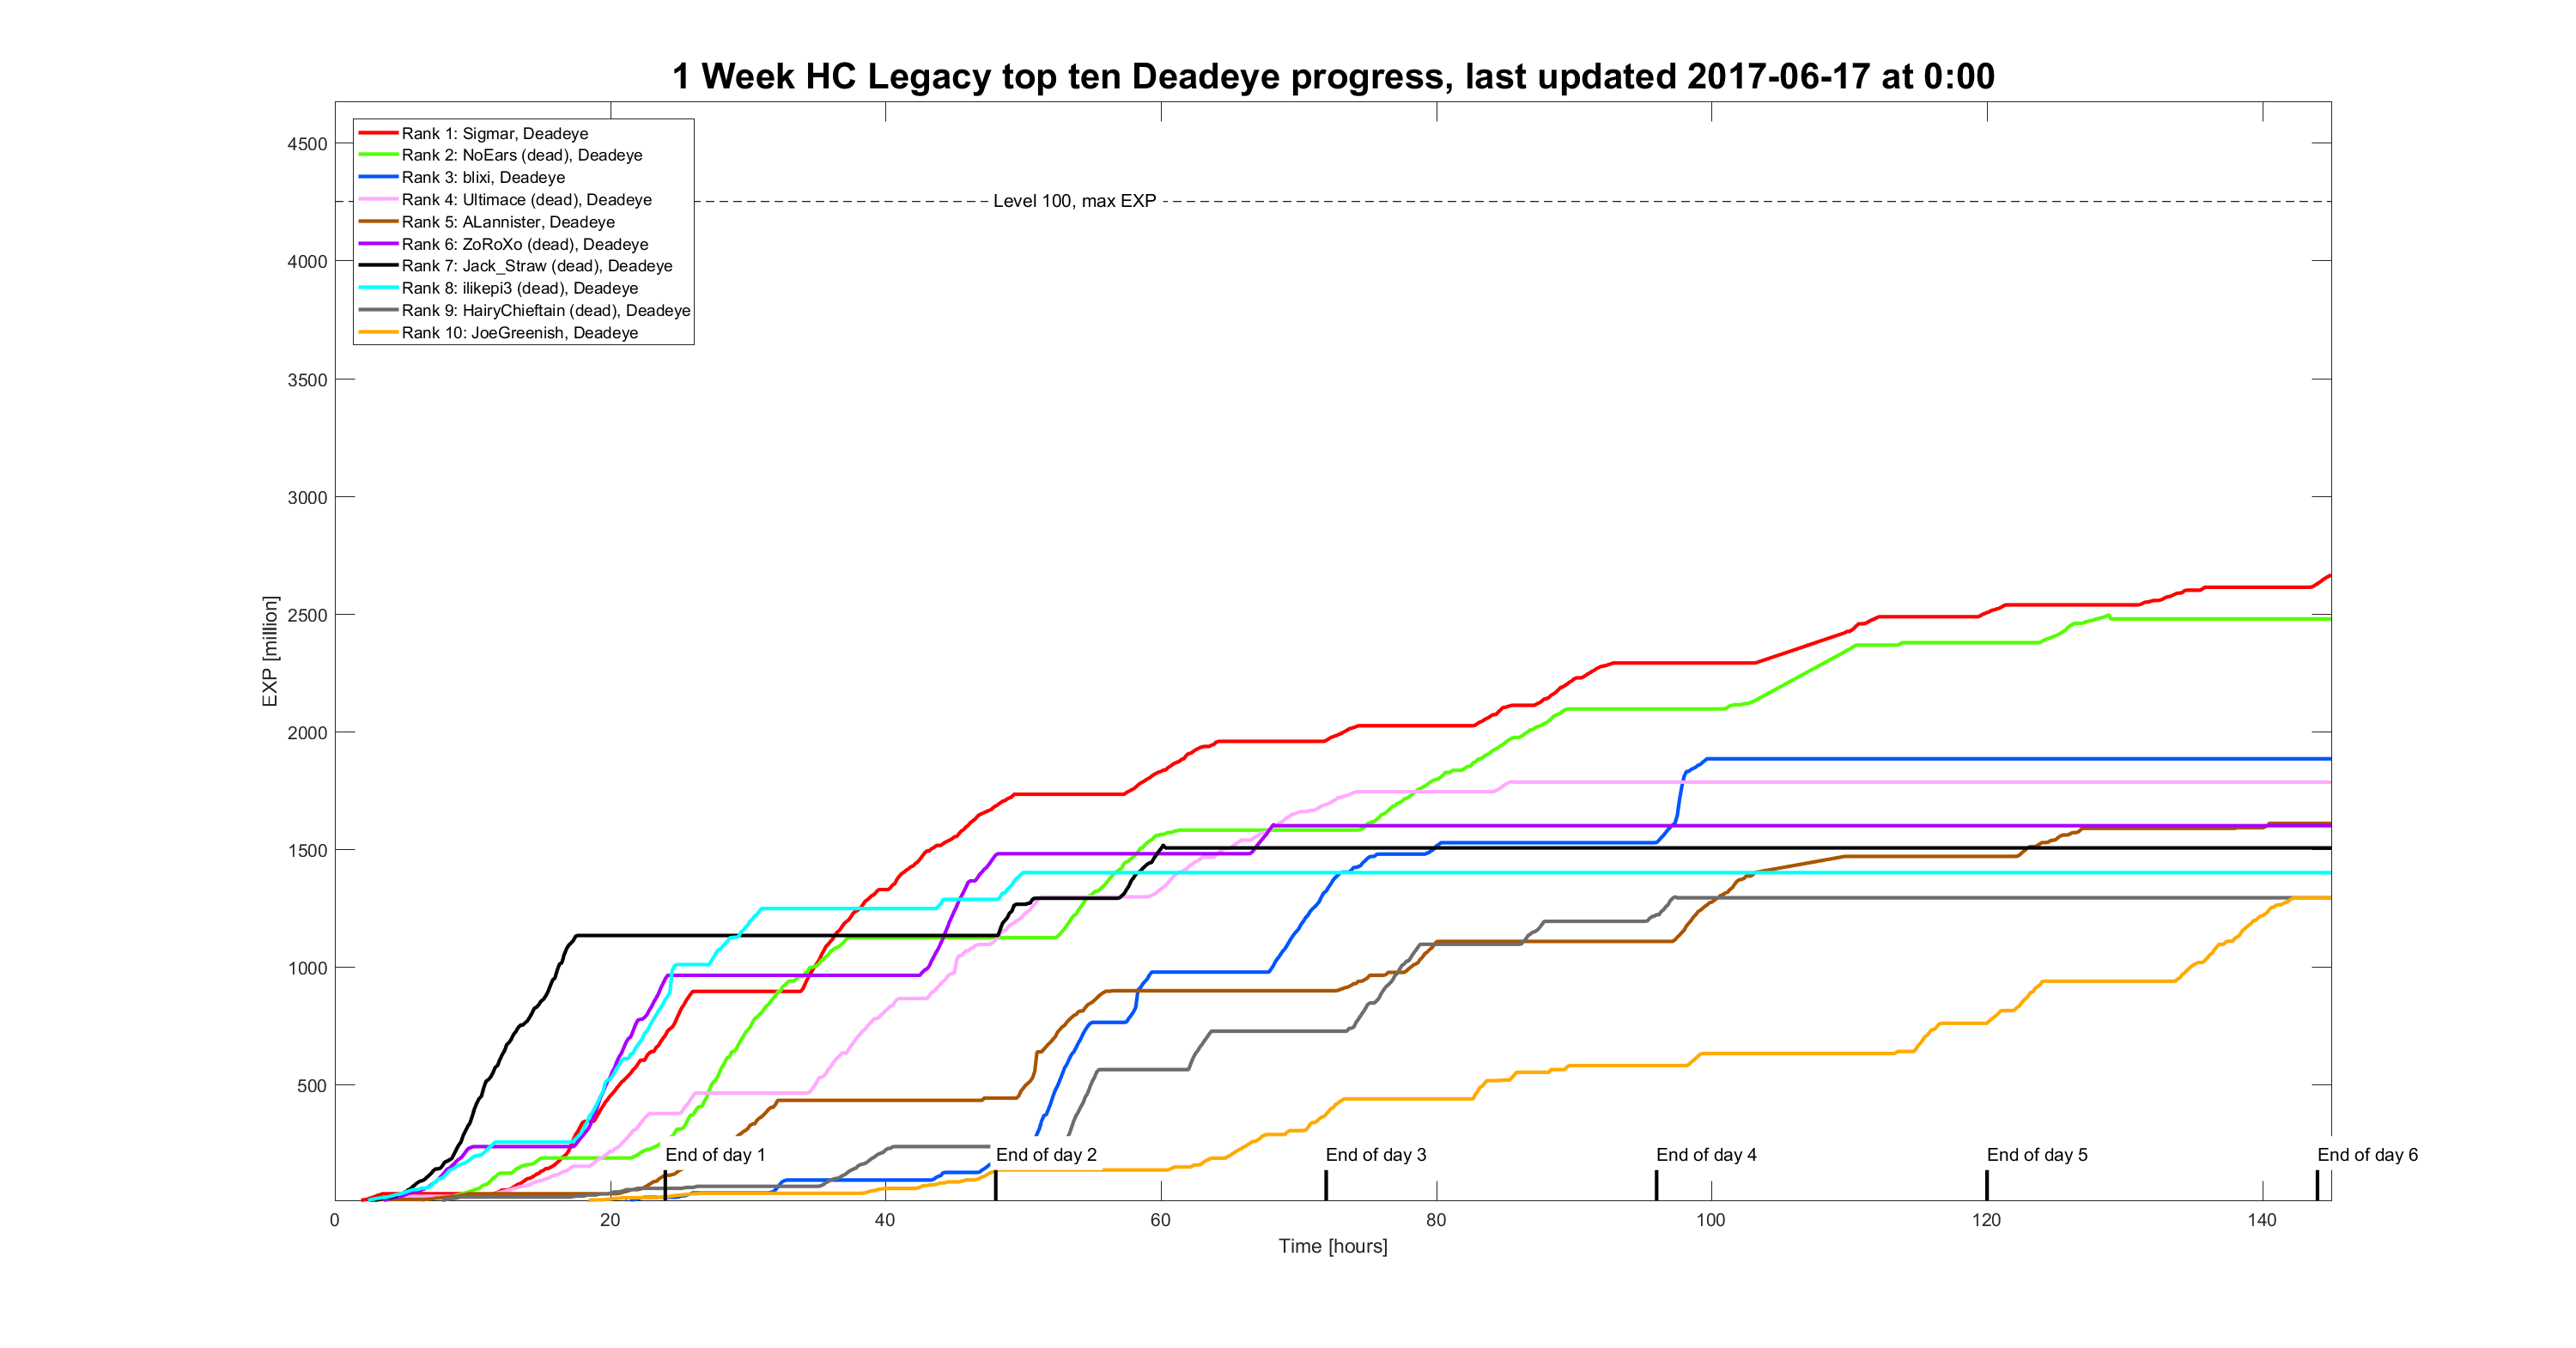 1 Week HC Legacy top ten Deadeye progress, last updated 2017-06-17 at 0:00
Rank 1: Sigmar, Deadeye
Rank 2: NoEars (dead), Deadeye
Rank 3: blixi, Deadeye
Rank 4: Ultimace (dead), Deadeye
Rank 5: ALannister, Deadeye
Rank 6: ZoRoXo (dead), Deadeye
Rank 7: Jack_Straw (dead), Deadeye
Rank 8: ilikepi3 (dead), Deadeye
Rank 9: HairyChieftain (dead), Deadeye
Rank 10: JoeGreenish, Deadeye
Level 100, max EXP
4500
4000
3500
3000
2500
2000
1500
1000
500
EXP [million]
End of day 1
End of day 2
End of day 3
End of day 4
End of day 5
End of day 6
0 20 40 60 80 100 120 140
Time [hours]